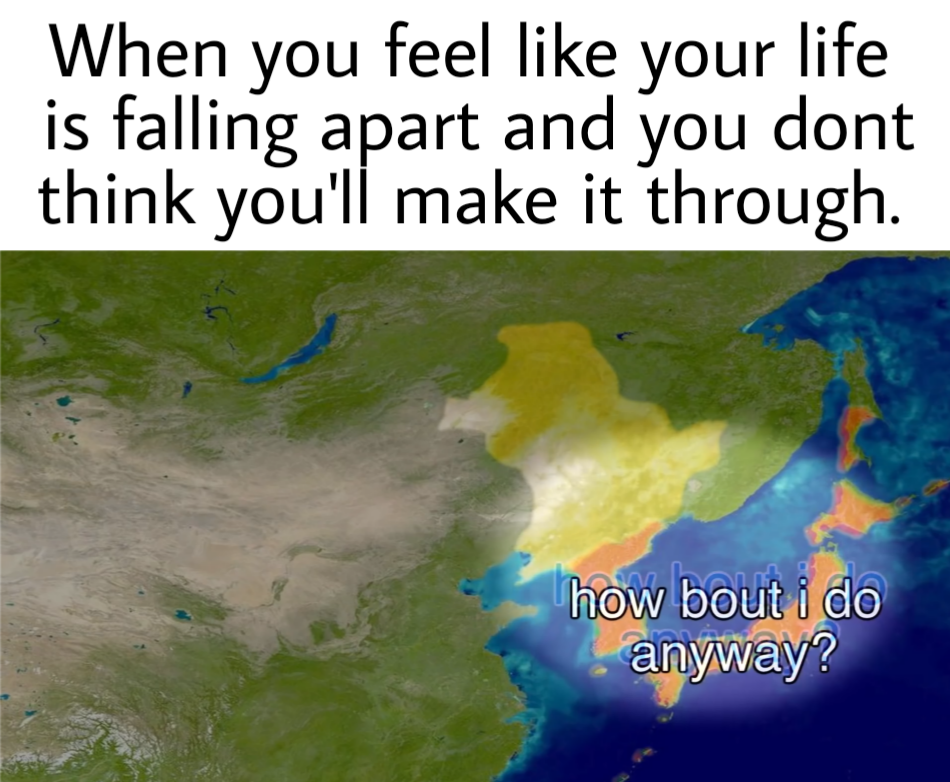 When you feel like your life
is falling apart and you dont
think you'll make it through.
how bout i do
anyway?